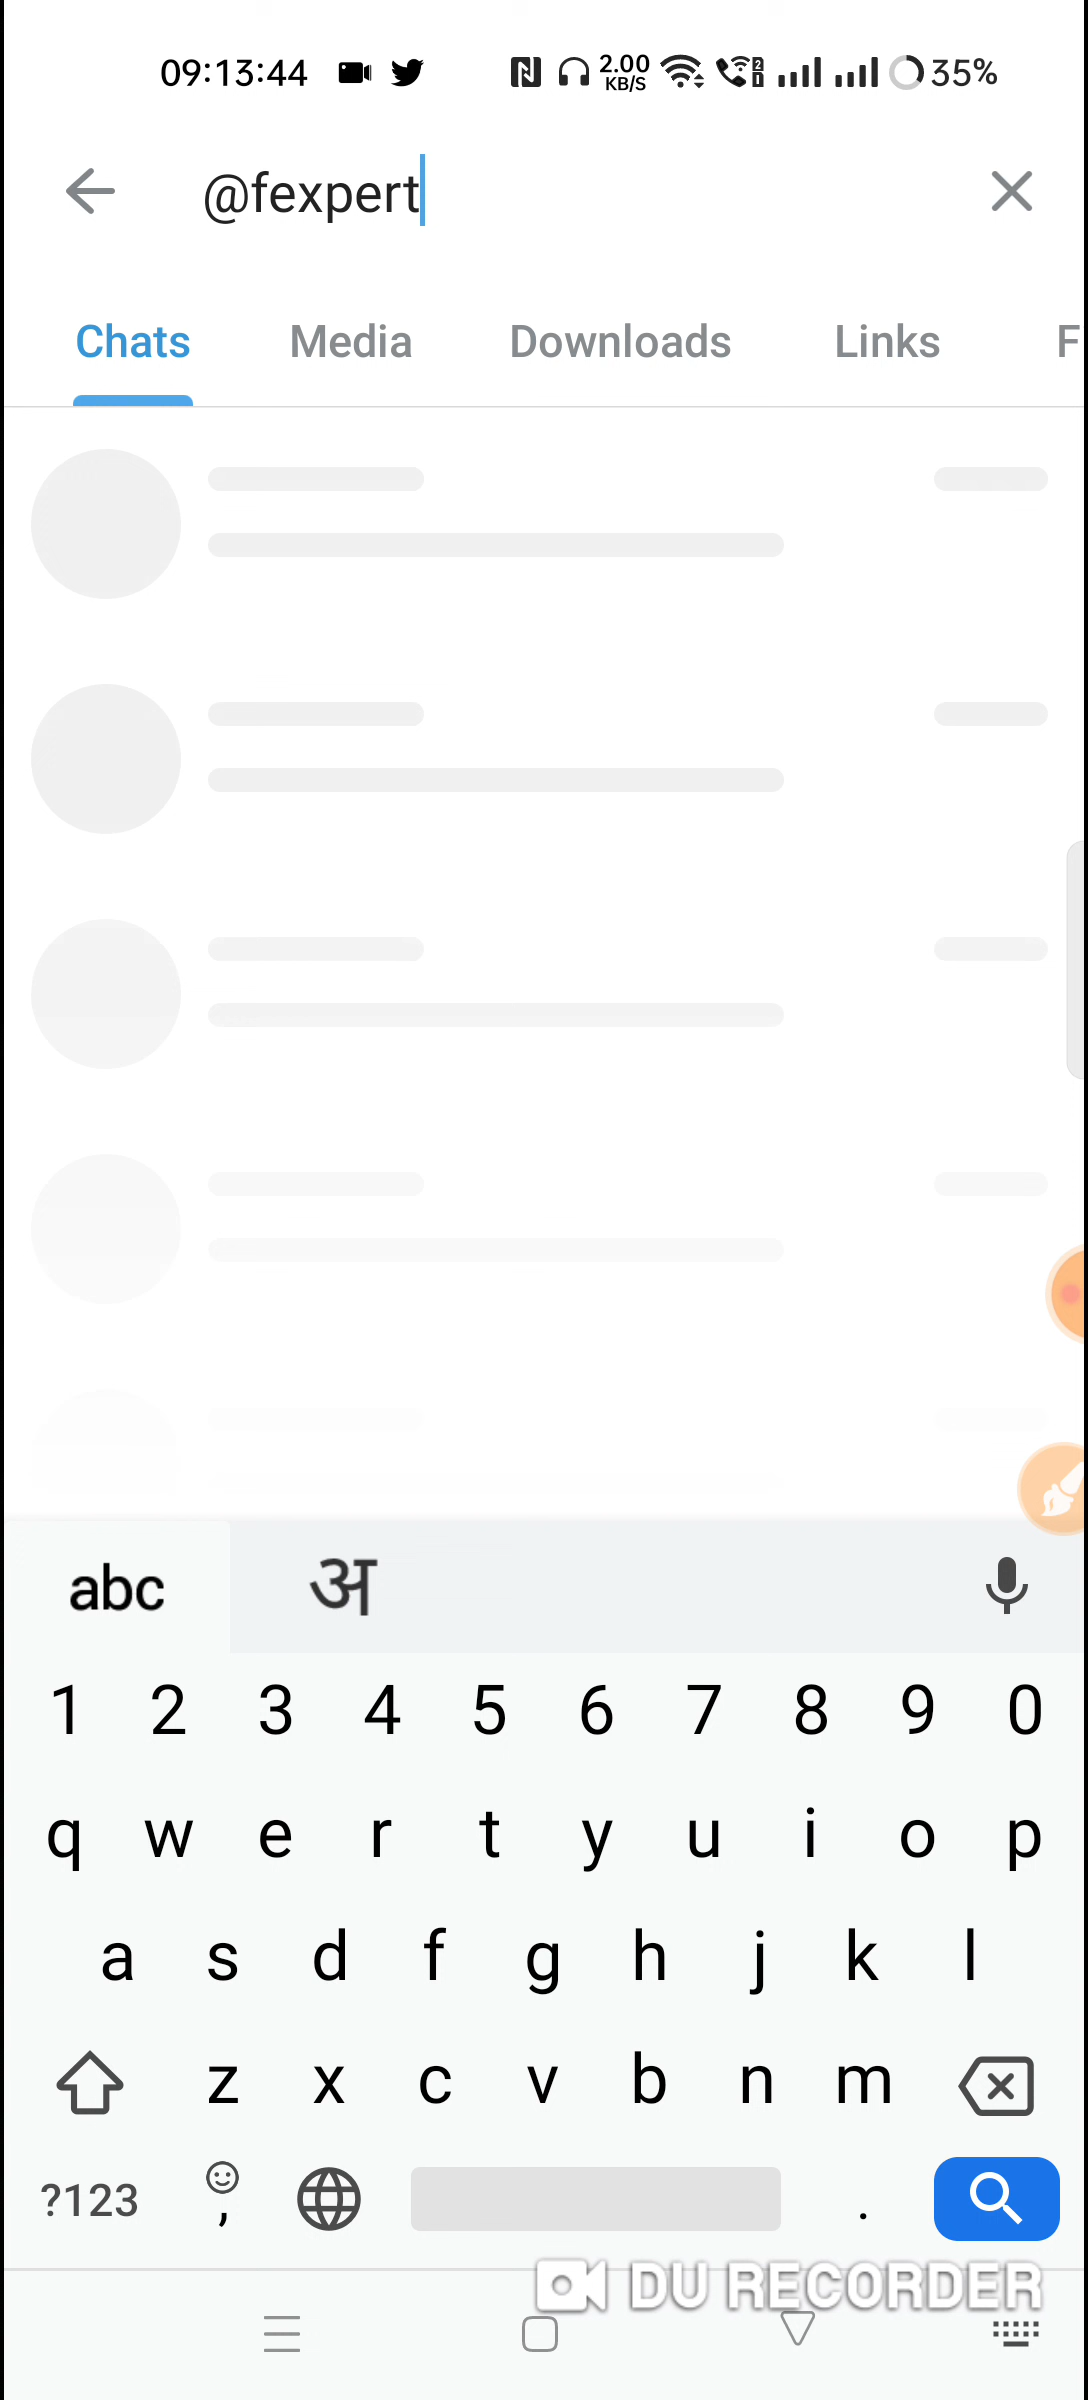 09:13:44 2.00 KB/S 35%
@fexpert
Chats Media Downloads Links F
abc अ
1 2 3 4 5 6 7 8 9 0
q w e r t y u i o p
a s d f g h j k l
z x c v b n m
?123 , .
DU RECORDER